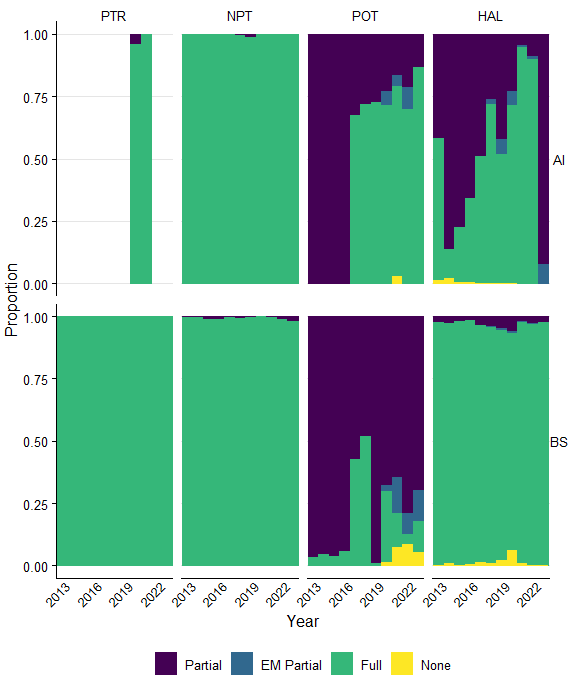 PTR NPT POT HAL
1.00
0.75
0.50
0.25
0.00
AI
Proportion
1.00
0.75
0.50
0.25
0.00
BS
2013 2016 2019 2022 2013 2016 2019 2022 2013 2016 2019 2022 2013 2016 2019 2022
Year
Partial EM Partial Full None